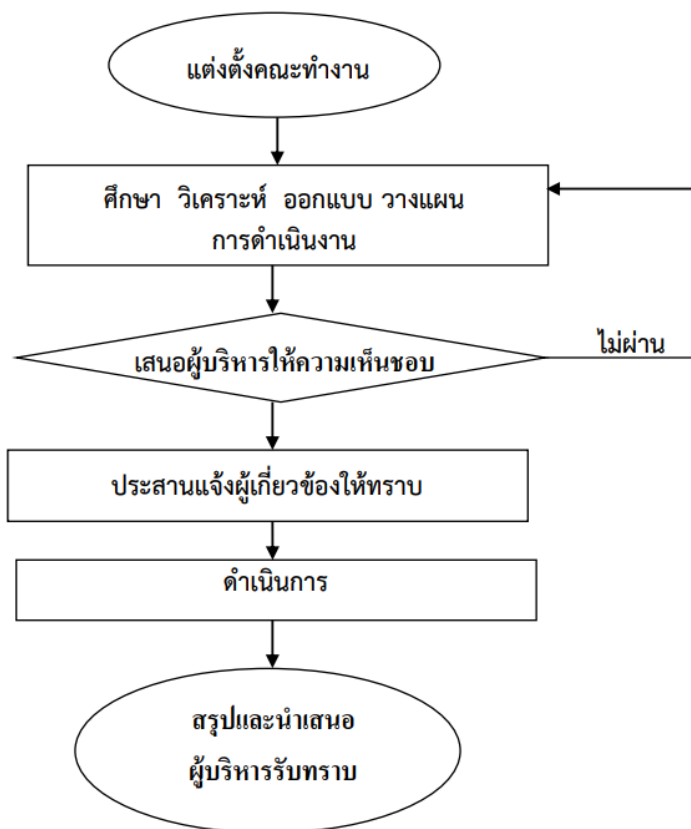 แต่งตั้งคณะทำงาน
ศึกษา วิเคราะห์ ออกแบบ วางแผน
การดำเนินงาน
เสนอผู้บริหารให้ความเห็นชอบ
ไม่ผ่าน
ประสานแจ้งผู้เกี่ยวข้องให้ทราบ
ดำเนินการ
สรุปและนำเสนอ
ผู้บริหารรับทราบ